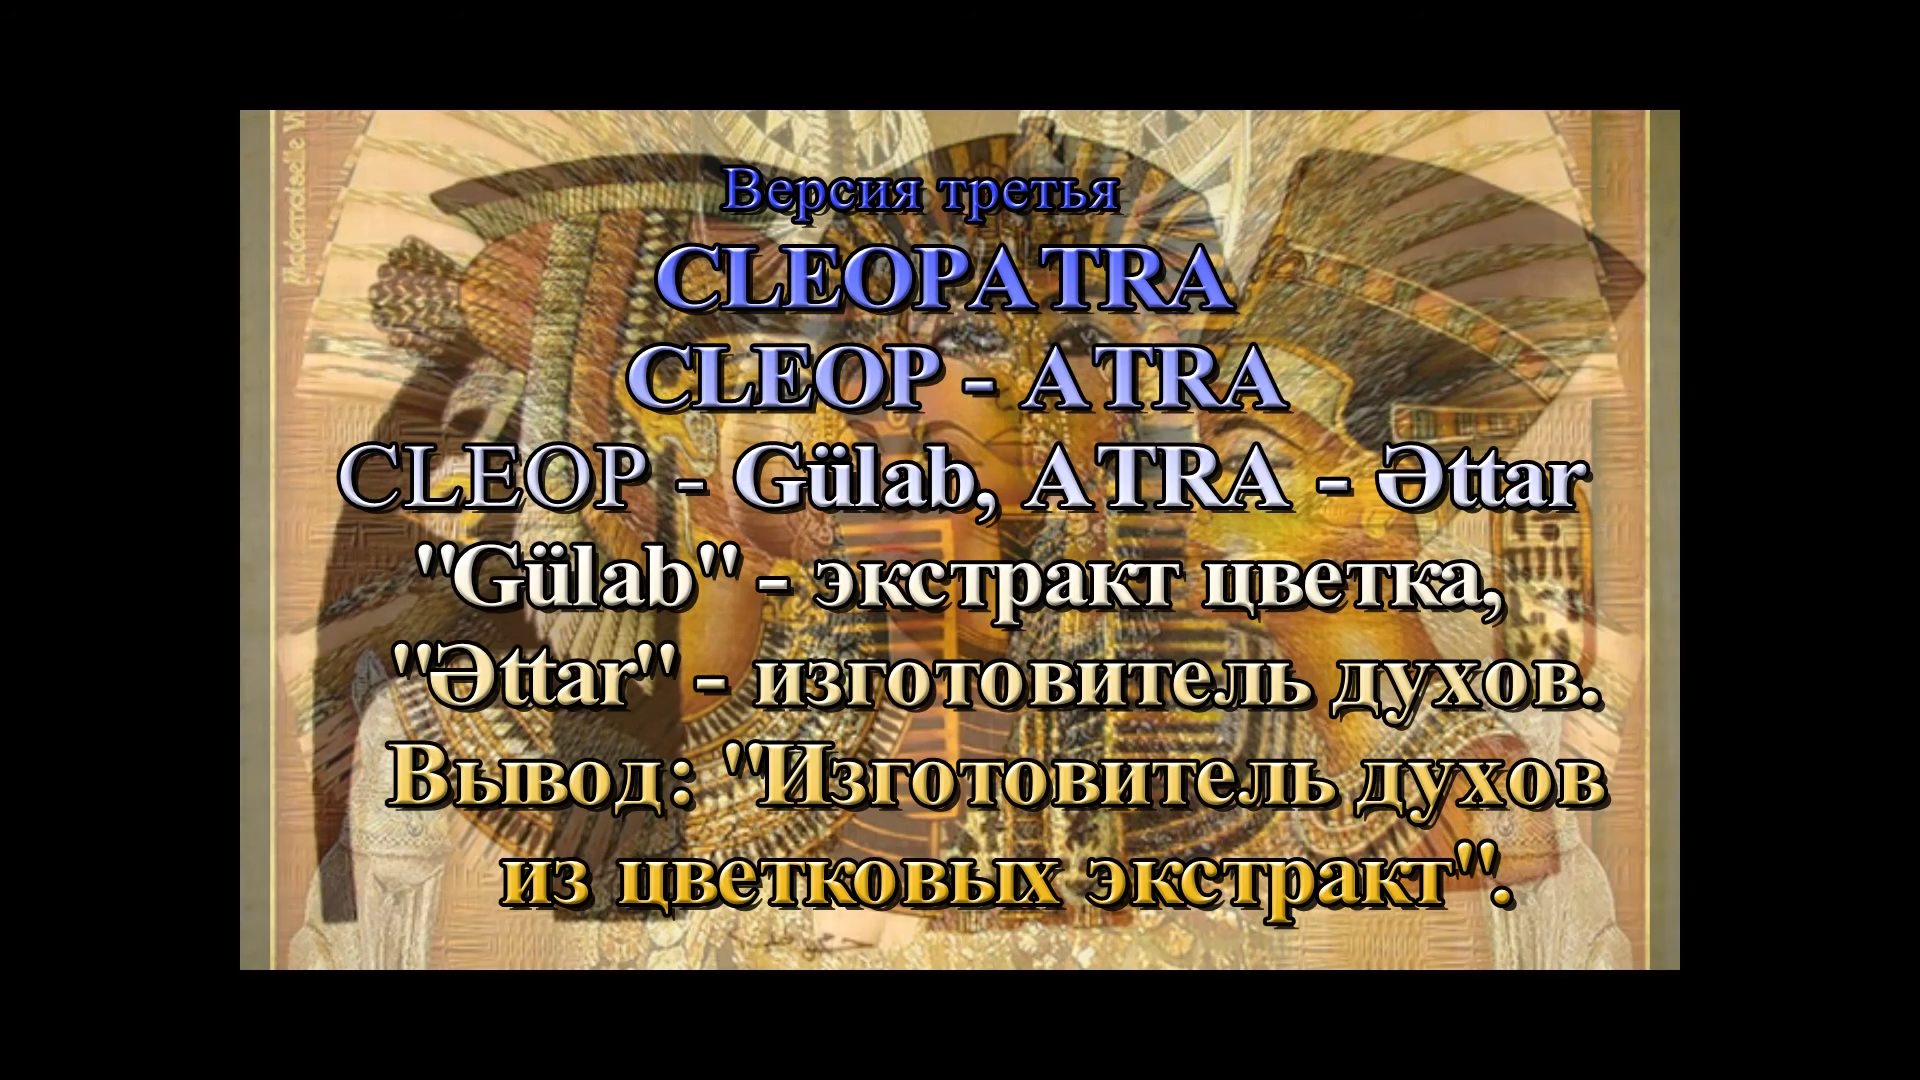 Версия третья
CLEOPATRA
CLEOP - ATRA
CLEOP - Gülab, ATRA - Əttar
"Gülab" - экстракт цветка,
"Əttar" - изготовитель духов.
Вывод: "Изготовитель духов
из цветковых экстракт".